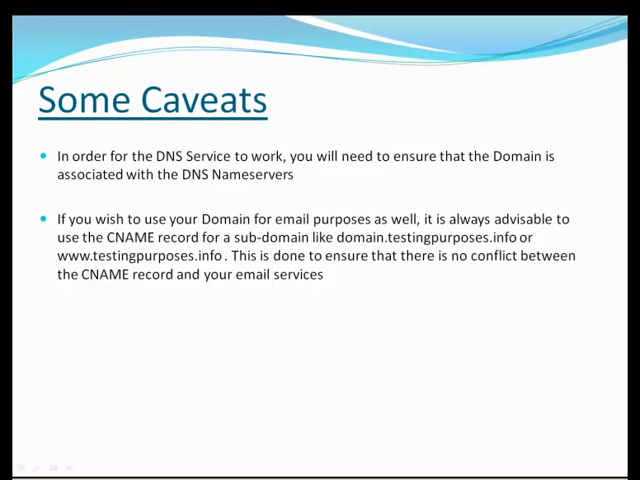 Some Caveats
In order for the DNS Service to work, you will need to ensure that the Domain is
associated with the DNS Nameservers
If you wish to use your Domain for email purposes as well, it is always advisable to
use the CNAME record for a sub-domain like domain.testingpurposes.info or
www.testingpurposes.info . This is done to ensure that there is no conflict between
the CNAME record and your email services